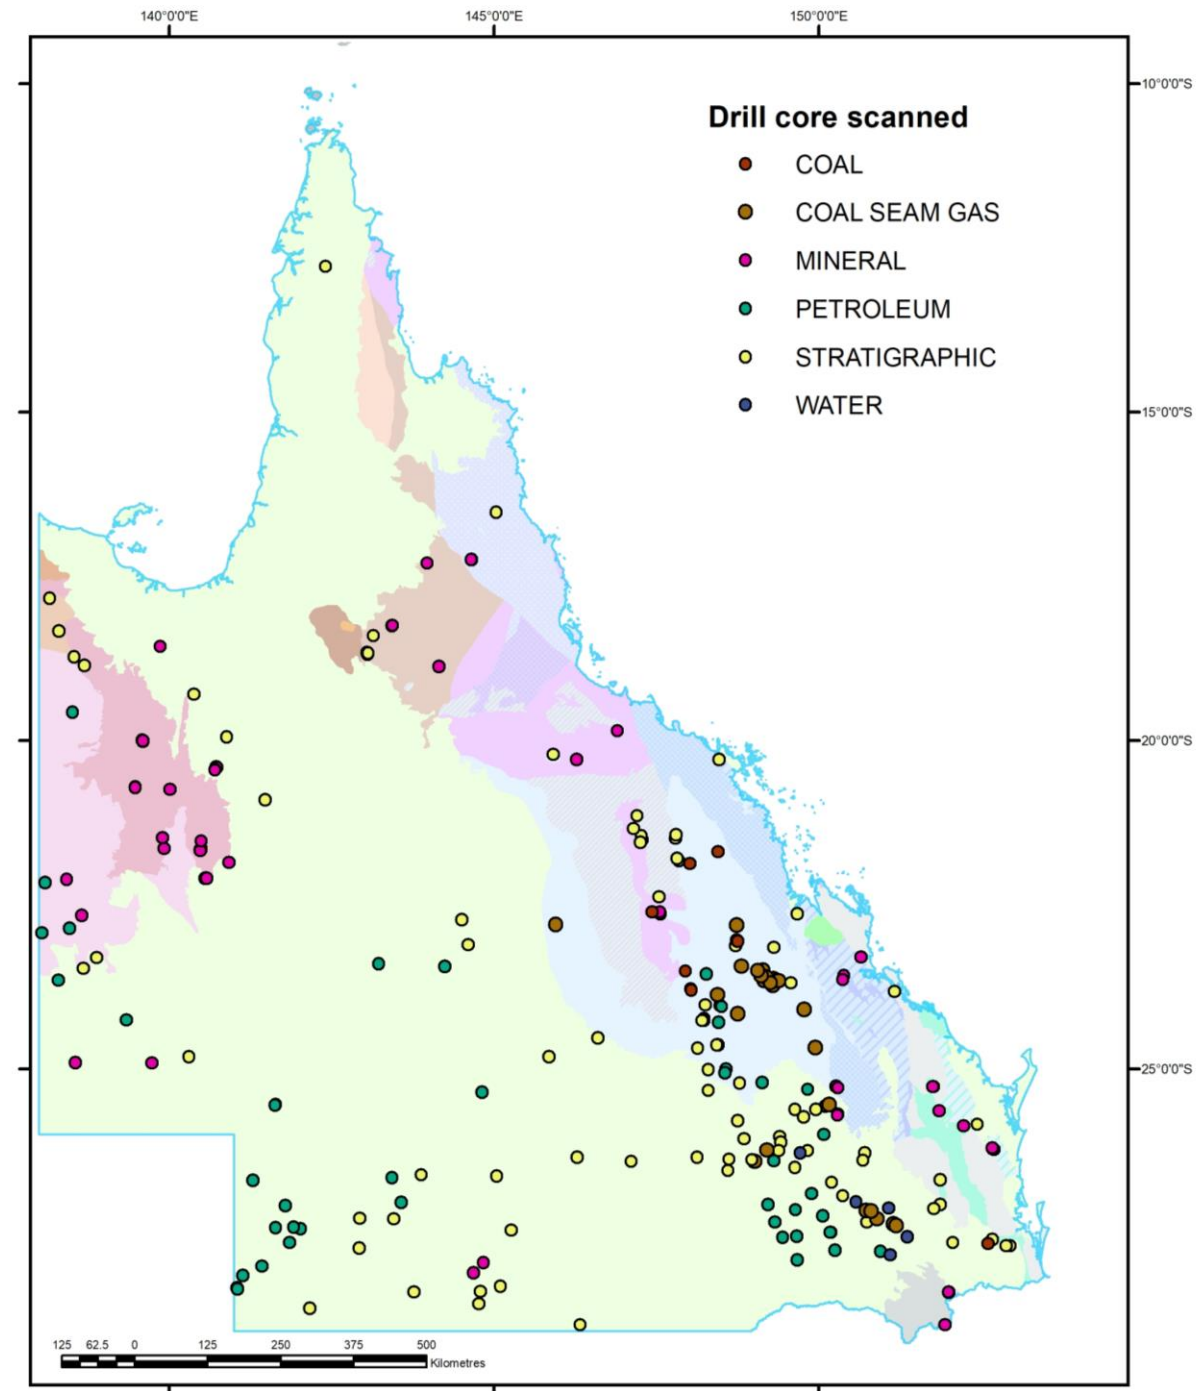 140°0'0"E 145°0'0"E 150°0'0"E
10°0'0"S
Drill core scanned
COAL
COAL SEAM GAS
MINERAL
PETROLEUM
STRATIGRAPHIC
WATER
15°0'0"S
20°0'0"S
25°0'0"S
125 62.5 0 125 250 375 500
Kilometres